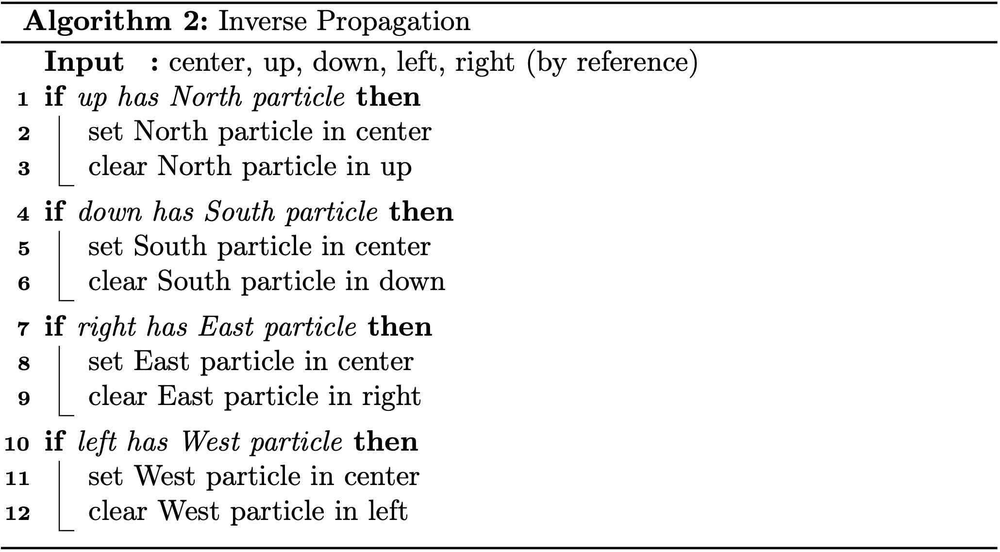 Algorithm 2: Inverse Propagation
Input : center, up, down, left, right (by reference)
1 if up has North particle then
2 set North particle in center
3 clear North particle in up
4 if down has South particle then
5 set South particle in center
6 clear South particle in down
7 if right has East particle then
8 set East particle in center
9 clear East particle in right
10 if left has West particle then
11 set West particle in center
12 clear West particle in left